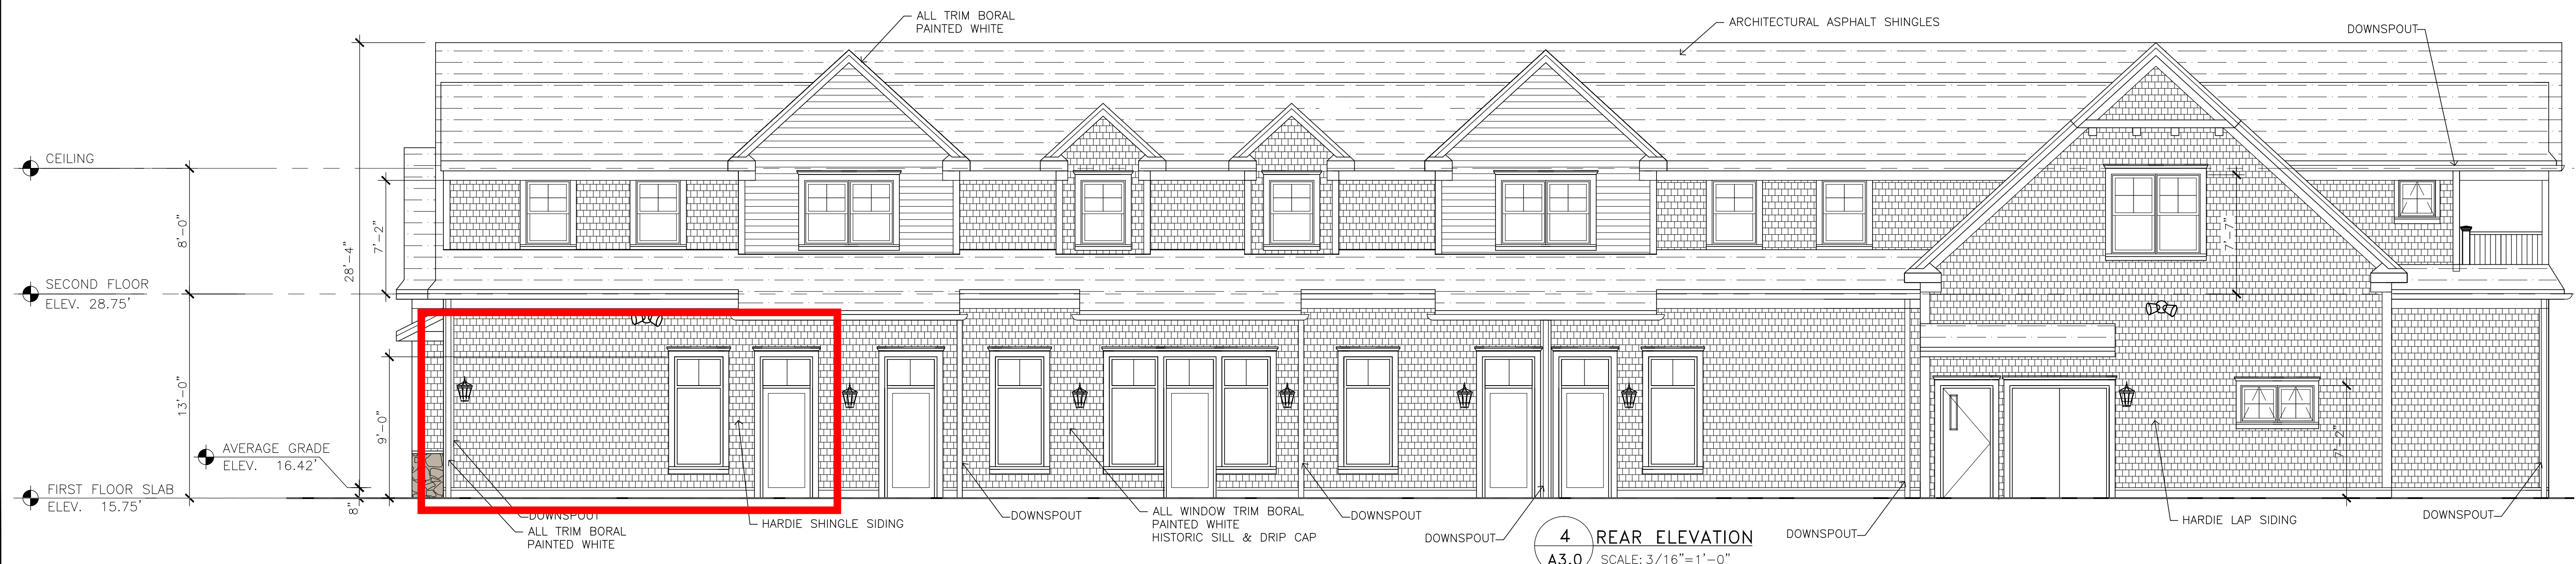 ALL TRIM BORAL
PAINTED WHITE
ARCHITECTURAL ASPHALT SHINGLES
DOWNSPOUT
CEILING
8'-0"
28'-4"
7'-2"
7'-7"
SECOND FLOOR
ELEV. 28.75'
13'-0"
9'-0"
7'-2"
AVERAGE GRADE
ELEV. 16.42'
FIRST FLOOR SLAB
ELEV. 15.75'
8"
DOWNSPOUT
ALL TRIM BORAL
PAINTED WHITE
HARDIE SHINGLE SIDING
DOWNSPOUT
ALL WINDOW TRIM BORAL
PAINTED WHITE
HISTORIC SILL & DRIP CAP
DOWNSPOUT
DOWNSPOUT
4
A3.0
REAR ELEVATION
SCALE: 3/16"=1'-0"
DOWNSPOUT
HARDIE LAP SIDING
DOWNSPOUT